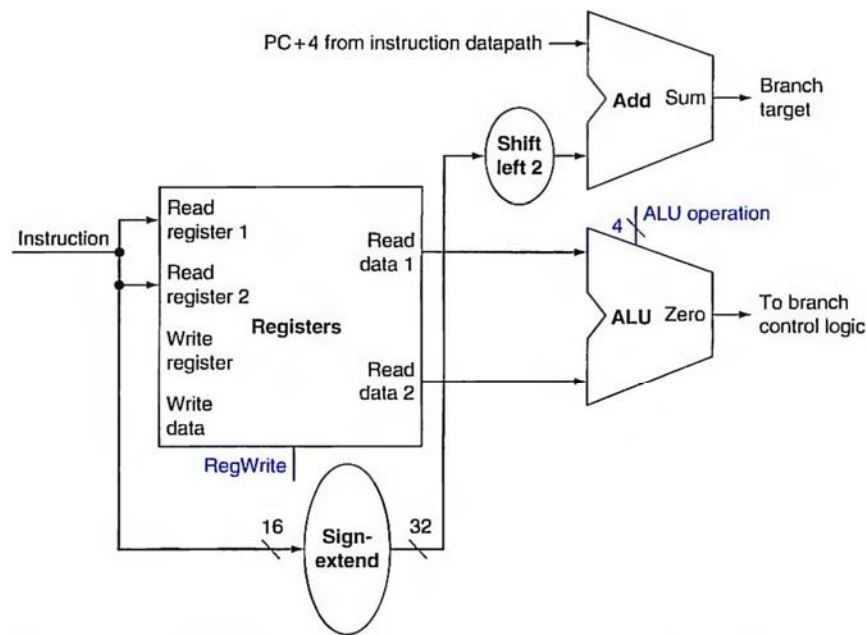 PC+4 from instruction datapath
Add Sum
Branch
target
Shift
left 2
Instruction
Read
register 1
Read
data 1
4
ALU operation
Read
register 2
Registers
ALU Zero
To branch
control logic
Write
register
Read
data 2
Write
data
RegWrite
16
Sign-
extend
32